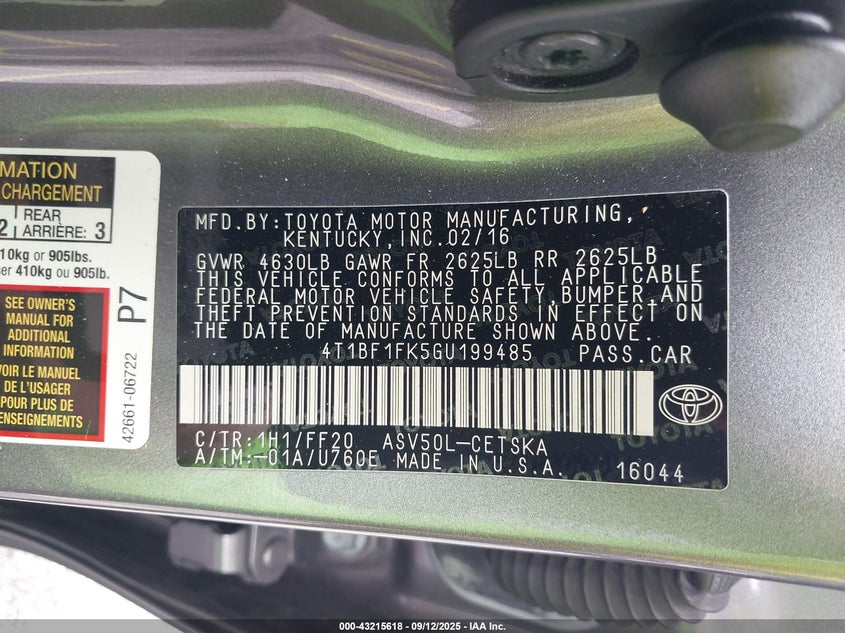 MATION
CHARGEMENT
2 REAR
ARRIÈRE: 3
10kg or 905lbs.
ser 410kg ou 905lb.
SEE OWNER'S
MANUAL FOR
ADDITIONAL
INFORMATION
VOIR LE MANUEL
DE L'USAGER
POUR PLUS DE
RENSEIGNEMENTS
P7
42661-06722
MFD.BY:TOYOTA MOTOR MANUFACTURING,
KENTUCKY,INC.02/16
GVWR 4630LB GAWR FR 2625LB RR 2625LB
THIS VEHICLE CONFORMS TO ALL APPLICABLE
FEDERAL MOTOR VEHICLE SAFETY,BUMPER,AND
THEFT PREVENTION STANDARDS IN EFFECT ON
THE DATE OF MANUFACTURE SHOWN ABOVE.
4T1BF1FK5GU199485 PASS.CAR
C/TR:1H1/FF20 ASV50L-CETSKA
A/TM:-01A/U760E MADE IN U.S.A. 16044
000-43215618 - 09/12/2025 - IAA Inc.